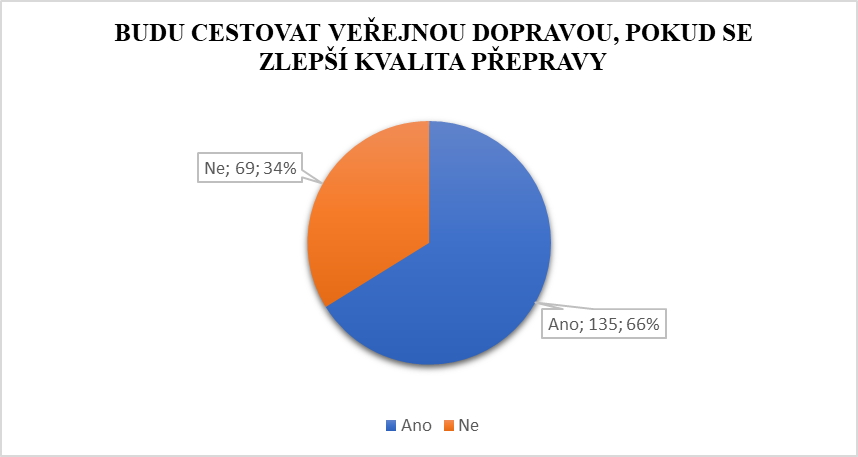 BUDU CESTOVAT VEŘEJNOU DOPRAVOU, POKUD SE
ZLEPŠÍ KVALITA PŘEPRAVY
Ne; 69; 34%
Ano; 135; 66%
Ano Ne